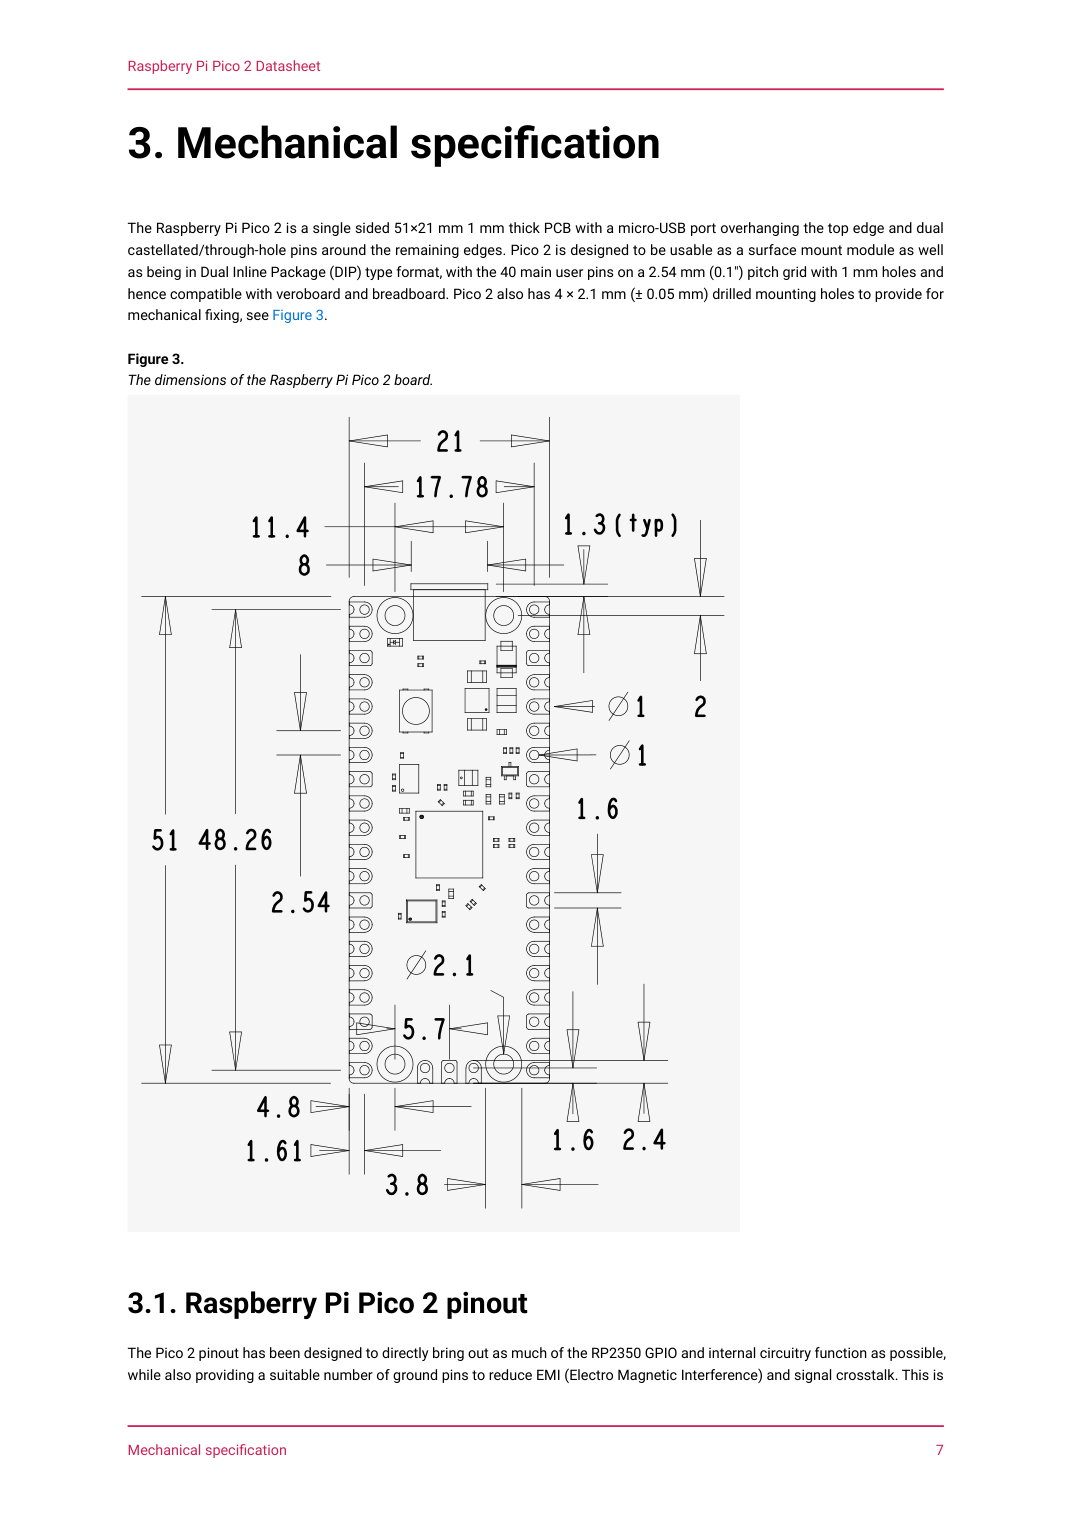 Raspberry Pi Pico 2 Datasheet
3. Mechanical specification
The Raspberry Pi Pico 2 is a single sided 51×21 mm 1 mm thick PCB with a micro-USB port overhanging the top edge and dual
castellated/through-hole pins around the remaining edges. Pico 2 is designed to be usable as a surface mount module as well
as being in Dual Inline Package (DIP) type format, with the 40 main user pins on a 2.54 mm (0.1") pitch grid with 1 mm holes and
hence compatible with veroboard and breadboard. Pico 2 also has 4 × 2.1 mm (± 0.05 mm) drilled mounting holes to provide for
mechanical fixing, see Figure 3.
Figure 3.
The dimensions of the Raspberry Pi Pico 2 board.
21
17.78
11.4
1.3(typ)
8
∅1
2
∅1
1.6
51 48.26
2.54
∅2.1
5.7
4.8
1.61
1.6
2.4
3.8
3.1. Raspberry Pi Pico 2 pinout
The Pico 2 pinout has been designed to directly bring out as much of the RP2350 GPIO and internal circuitry function as possible,
while also providing a suitable number of ground pins to reduce EMI (Electro Magnetic Interference) and signal crosstalk. This is
Mechanical specification
7